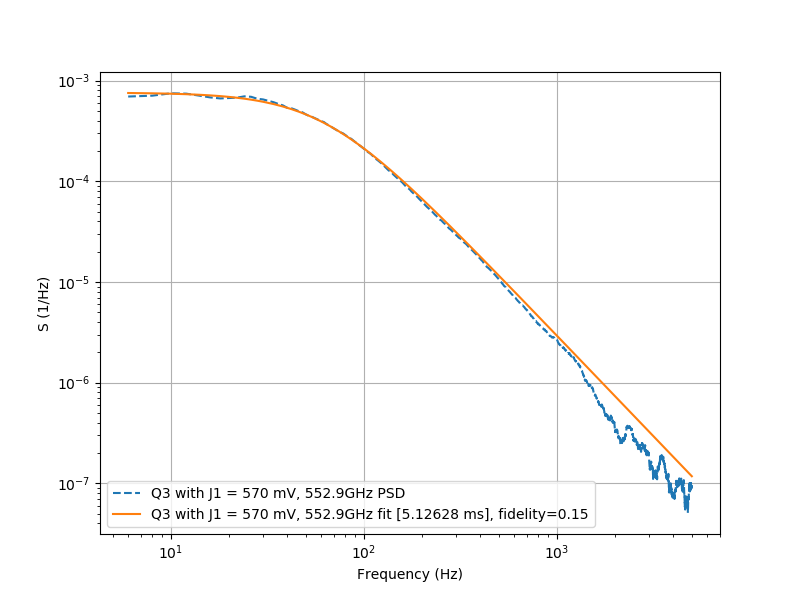 10⁻³
10⁻⁴
10⁻⁵
10⁻⁶
10⁻⁷
S (1/Hz)
Q3 with J1 = 570 mV, 552.9GHz PSD
Q3 with J1 = 570 mV, 552.9GHz fit [5.12628 ms], fidelity=0.15
10¹ 10² 10³
Frequency (Hz)